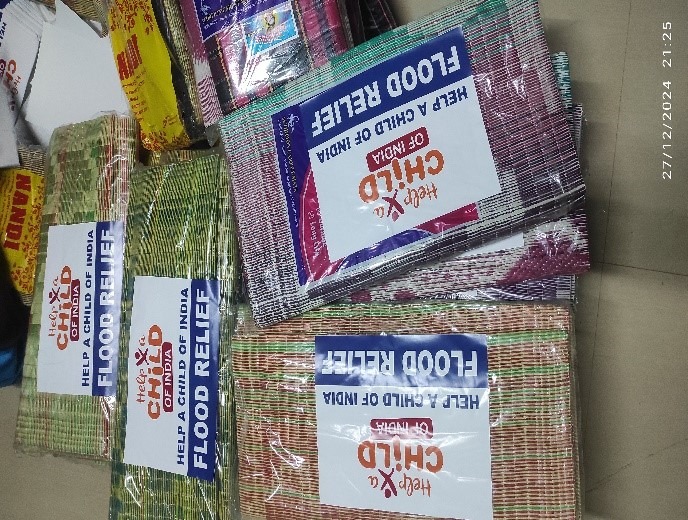 Help a
CHILD
OF INDIA
HELP A CHILD OF INDIA
FLOOD RELIEF
Help a
CHILD
OF INDIA
HELP A CHILD OF INDIA
FLOOD RELIEF
Help a
CHILD
OF INDIA
HELP A CHILD OF INDIA
FLOOD RELIEF
Help a
CHILD
OF INDIA
HELP A CHILD OF INDIA
FLOOD RELIEF
NANDI
27/12/2024 21:25